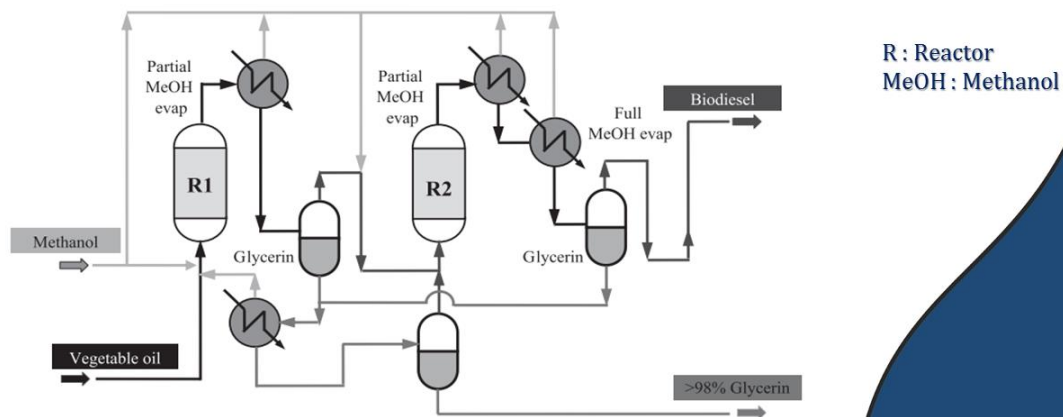 R : Reactor
MeOH : Methanol
Partial
MeOH
evap
Partial
MeOH
evap
Full
MeOH evap
Biodiesel
R1
R2
Methanol
Glycerin
Glycerin
Vegetable oil
>98% Glycerin